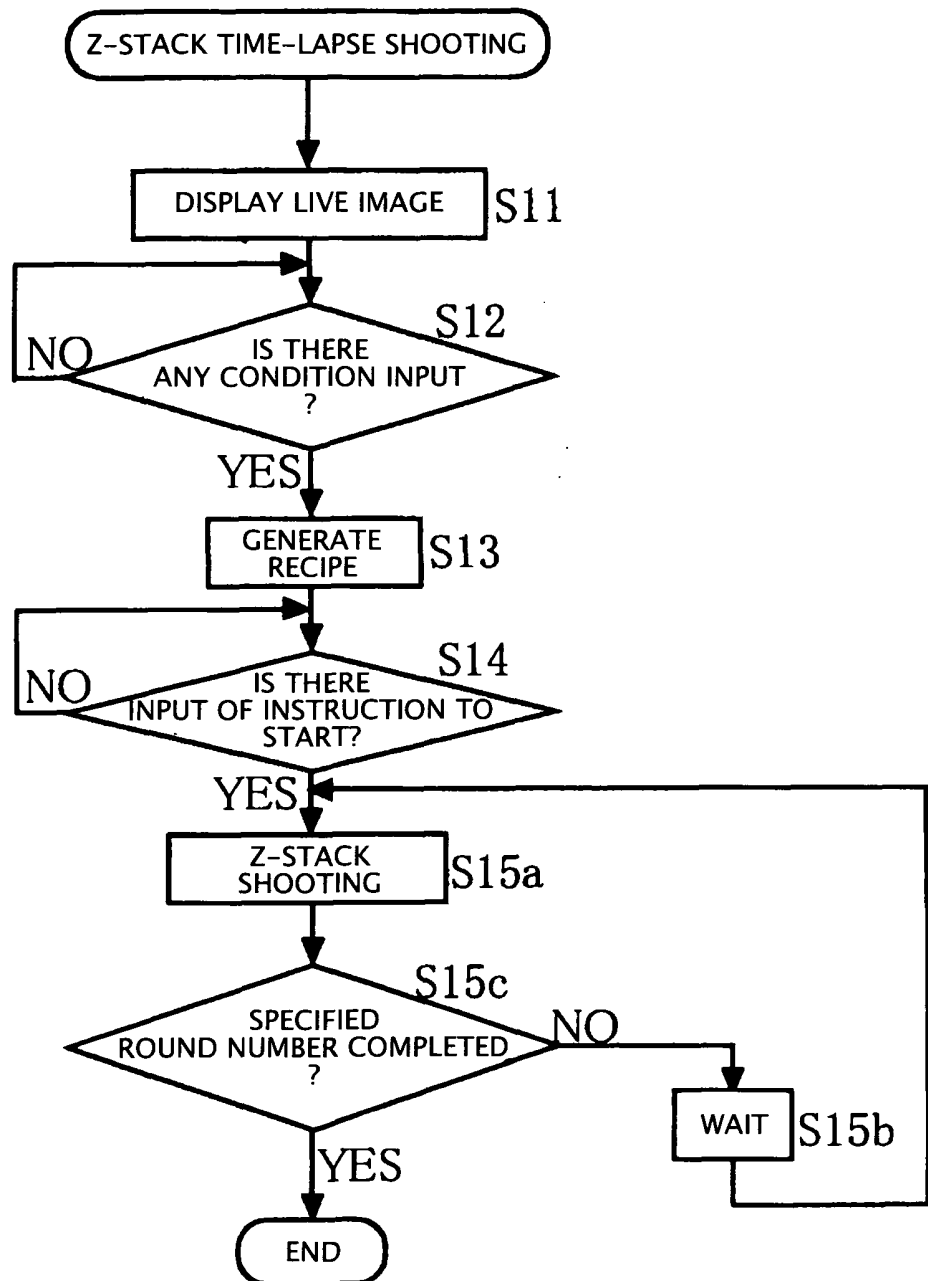 Z-STACK TIME-LAPSE SHOOTING
DISPLAY LIVE IMAGE
S11
S12
IS THERE
ANY CONDITION INPUT
?
NO
YES
GENERATE
RECIPE
S13
S14
IS THERE
INPUT OF INSTRUCTION TO
START?
NO
YES
Z-STACK
SHOOTING
S15a
S15c
SPECIFIED
ROUND NUMBER COMPLETED
?
NO
WAIT
S15b
YES
END